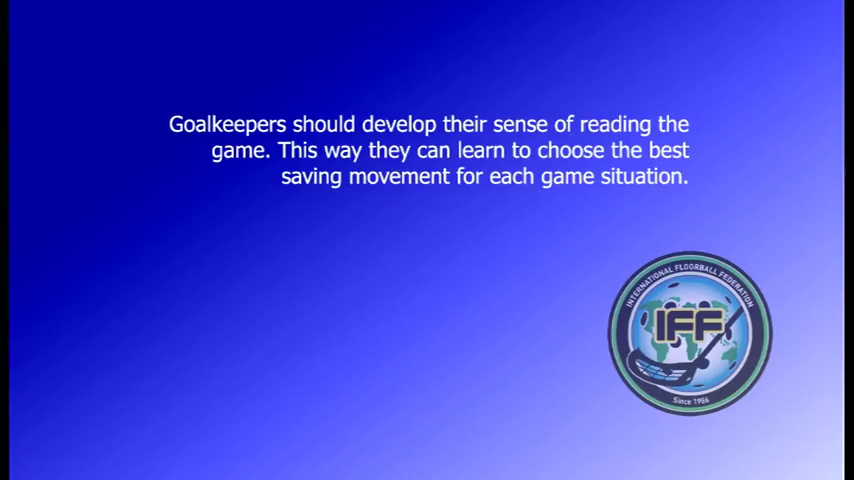 Goalkeepers should develop their sense of reading the
game. This way they can learn to choose the best
saving movement for each game situation.
INTERNATIONAL FLOORBALL FEDERATION
IFF
Since 1986